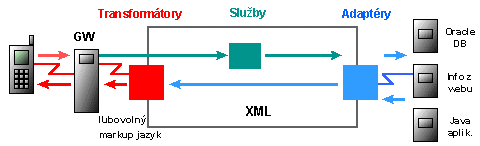 Transformátory
Služby
Adaptéry
GW
Oracle
DB
Info z
webu
XML
ľubovolný
markup jazyk
Java
aplik.